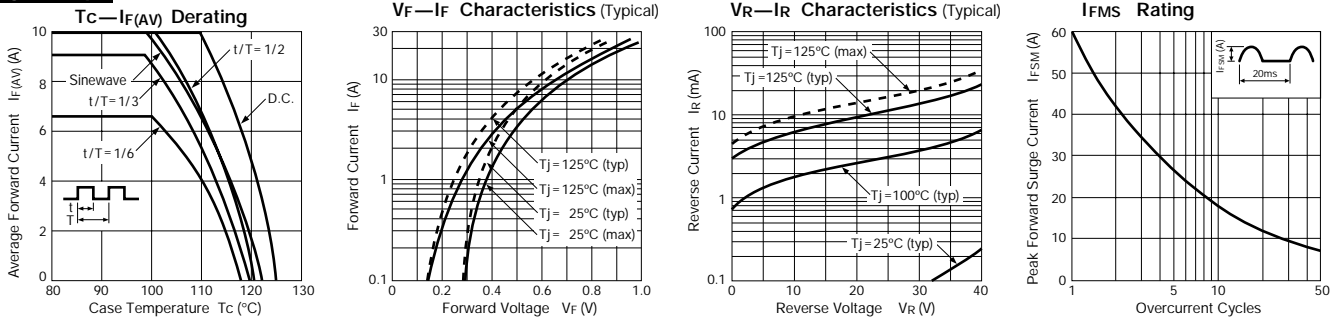 Tc—IF(AV) Derating
Average Forward Current IF(AV) (A)
10
8
6
4
2
0
t/T=1/2
Sinewave
t/T=1/3
D.C.
t/T=1/6
t
T
80
90
100
110
120
130
Case Temperature Tc (°C)
VF—IF Characteristics (Typical)
Forward Current IF (A)
30
10
1
0.1
Tj=125°C (typ)
Tj=125°C (max)
Tj= 25°C (typ)
Tj= 25°C (max)
0
0.2
0.4
0.6
0.8
1.0
Forward Voltage VF (V)
VR—IR Characteristics (Typical)
Reverse Current IR (mA)
100
10
1
0.1
Tj=125°C (max)
Tj=125°C (typ)
Tj=100°C (typ)
Tj=25°C (typ)
0
10
20
30
40
Reverse Voltage VR (V)
IFMS Rating
Peak Forward Surge Current IFSM (A)
60
50
40
30
20
10
0
IFSM (A)
20ms
1
5
10
50
Overcurrent Cycles